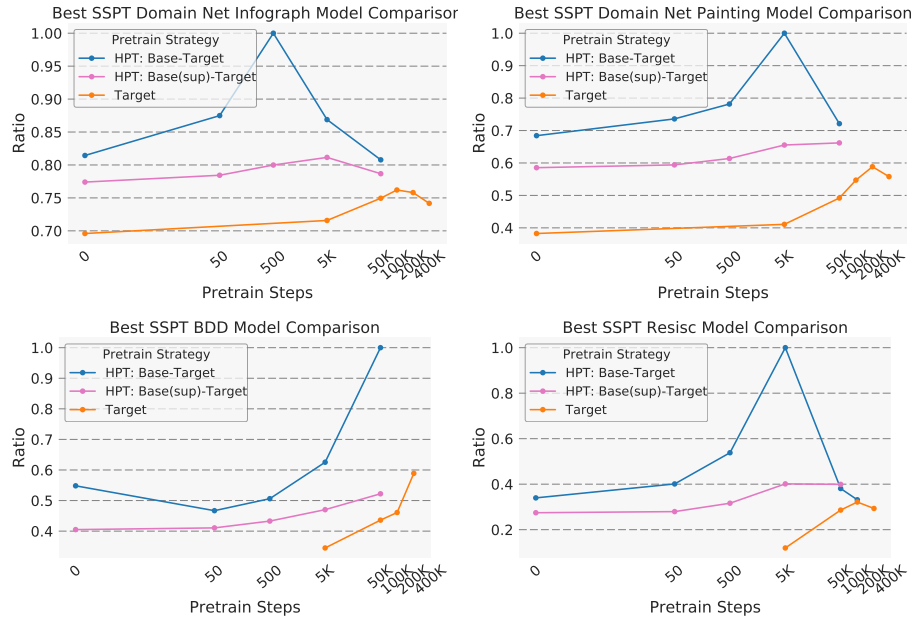 Best SSPT Domain Net Infograph Model Comparison
Pretrain Strategy
HPT: Base-Target
HPT: Base(sup)-Target
Target
1.00
0.95
0.90
0.85
0.80
0.75
0.70
Ratio
0
50
500
5K
50K
100K
200K
400K
Pretrain Steps
Best SSPT Domain Net Painting Model Comparison
Pretrain Strategy
HPT: Base-Target
HPT: Base(sup)-Target
Target
1.0
0.9
0.8
0.7
0.6
0.5
0.4
Ratio
0
50
500
5K
50K
100K
200K
400K
Pretrain Steps
Best SSPT BDD Model Comparison
Pretrain Strategy
HPT: Base-Target
HPT: Base(sup)-Target
Target
1.0
0.9
0.8
0.7
0.6
0.5
0.4
Ratio
0
50
500
5K
50K
100K
200K
400K
Pretrain Steps
Best SSPT Resisc Model Comparison
Pretrain Strategy
HPT: Base-Target
HPT: Base(sup)-Target
Target
1.0
0.8
0.6
0.4
0.2
Ratio
0
50
500
5K
50K
100K
200K
400K
Pretrain Steps